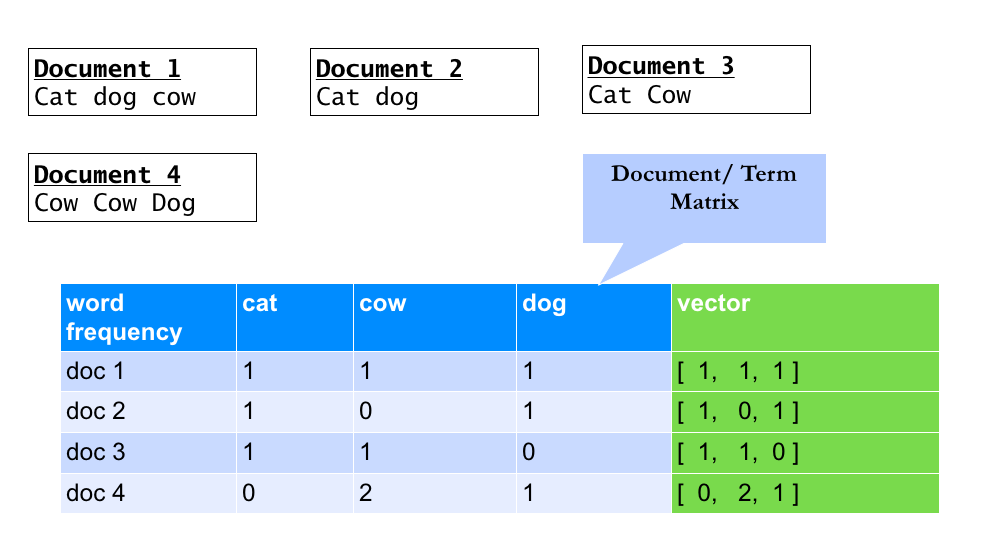 Document 1
Cat dog cow
Document 2
Cat dog
Document 3
Cat Cow
Document 4
Cow Cow Dog
Document/ Term
Matrix
word frequency cat cow dog vector
doc 1 1 1 1 [ 1, 1, 1 ]
doc 2 1 0 1 [ 1, 0, 1 ]
doc 3 1 1 0 [ 1, 1, 0 ]
doc 4 0 2 1 [ 0, 2, 1 ]